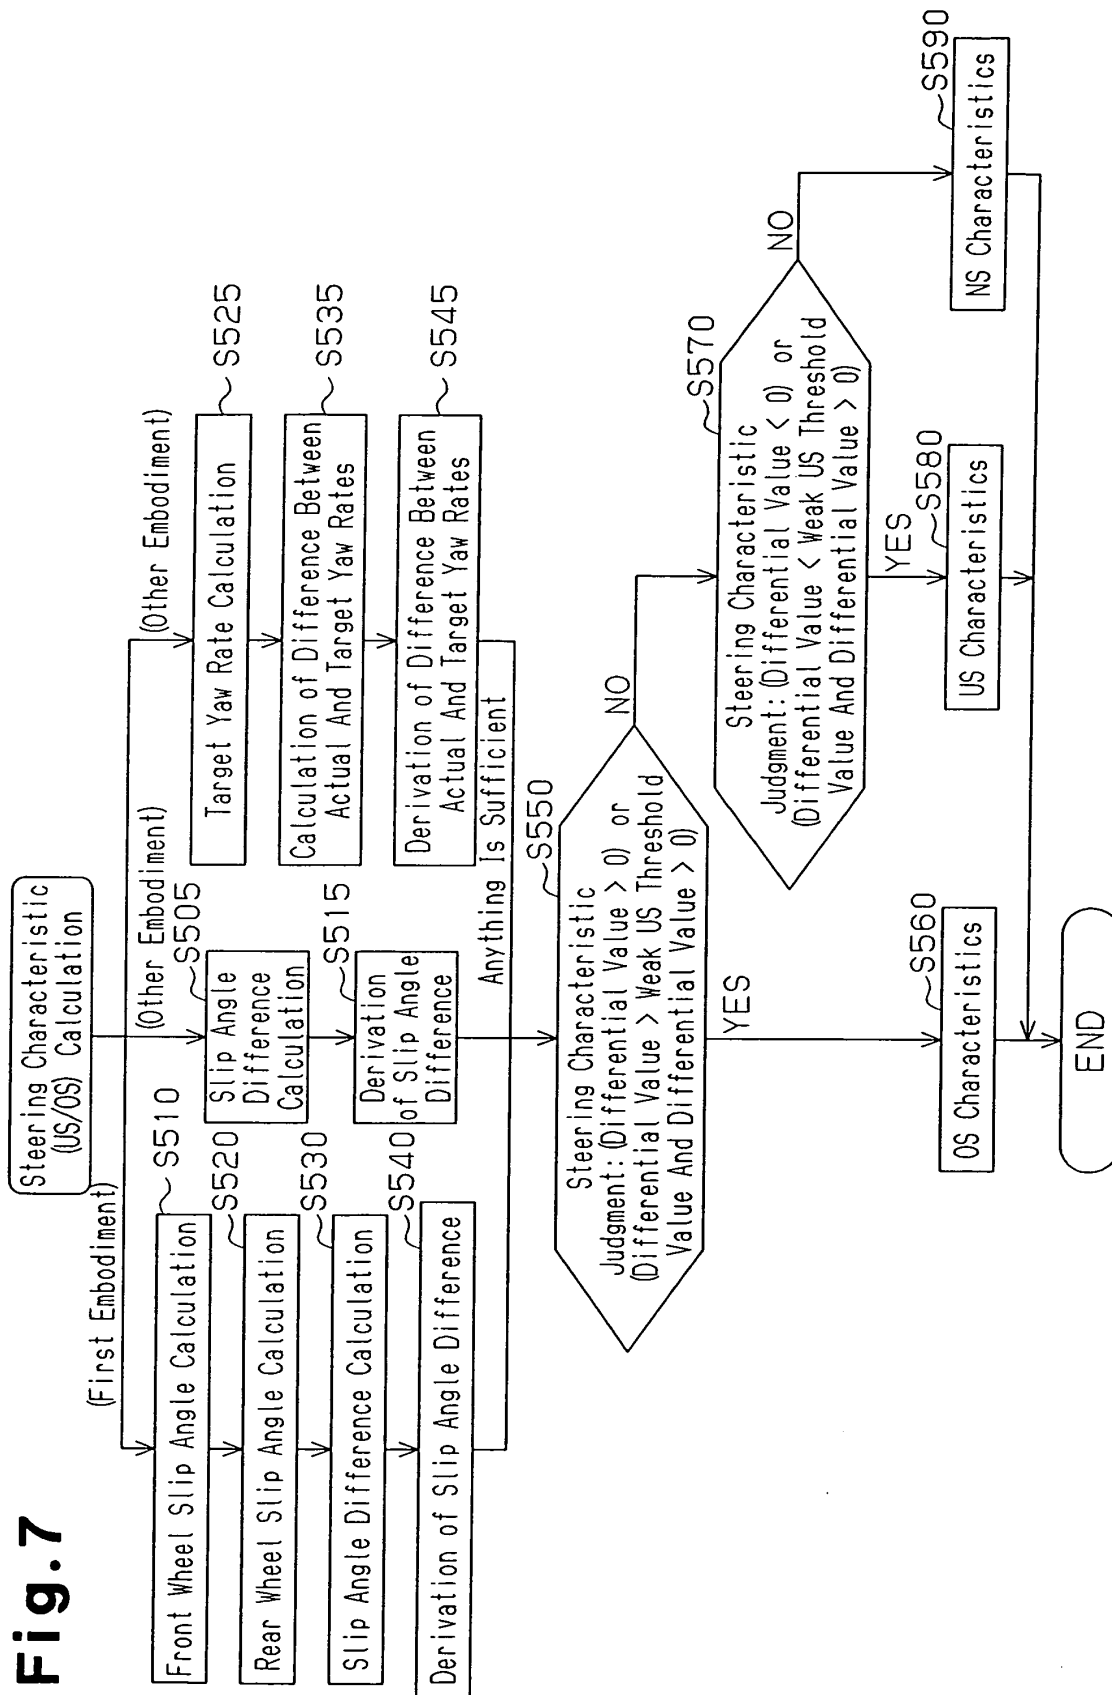 Fig.7
Steering Characteristic
(US/OS) Calculation
(First Embodiment)
(Other Embodiment)
(Other Embodiment)
S510
Front Wheel Slip Angle Calculation
S520
Rear Wheel Slip Angle Calculation
S530
Slip Angle Difference Calculation
S540
Derivation of Slip Angle Difference
S505
Slip Angle
Difference
Calculation
S515
Derivation
of Slip Angle
Difference
S525
Target Yaw Rate Calculation
S535
Calculation of Difference Between
Actual And Target Yaw Rates
S545
Derivation of Difference Between
Actual And Target Yaw Rates
Anything Is Sufficient
S550
Steering Characteristic
Judgment: (Differential Value > 0) or
(Differential Value > Weak US Threshold
Value And Differential Value > 0)
NO
YES
S570
Steering Characteristic
Judgment: (Differential Value < 0) or
(Differential Value < Weak US Threshold
Value And Differential Value > 0)
NO
YES
S560
OS Characteristics
S580
US Characteristics
S590
NS Characteristics
END